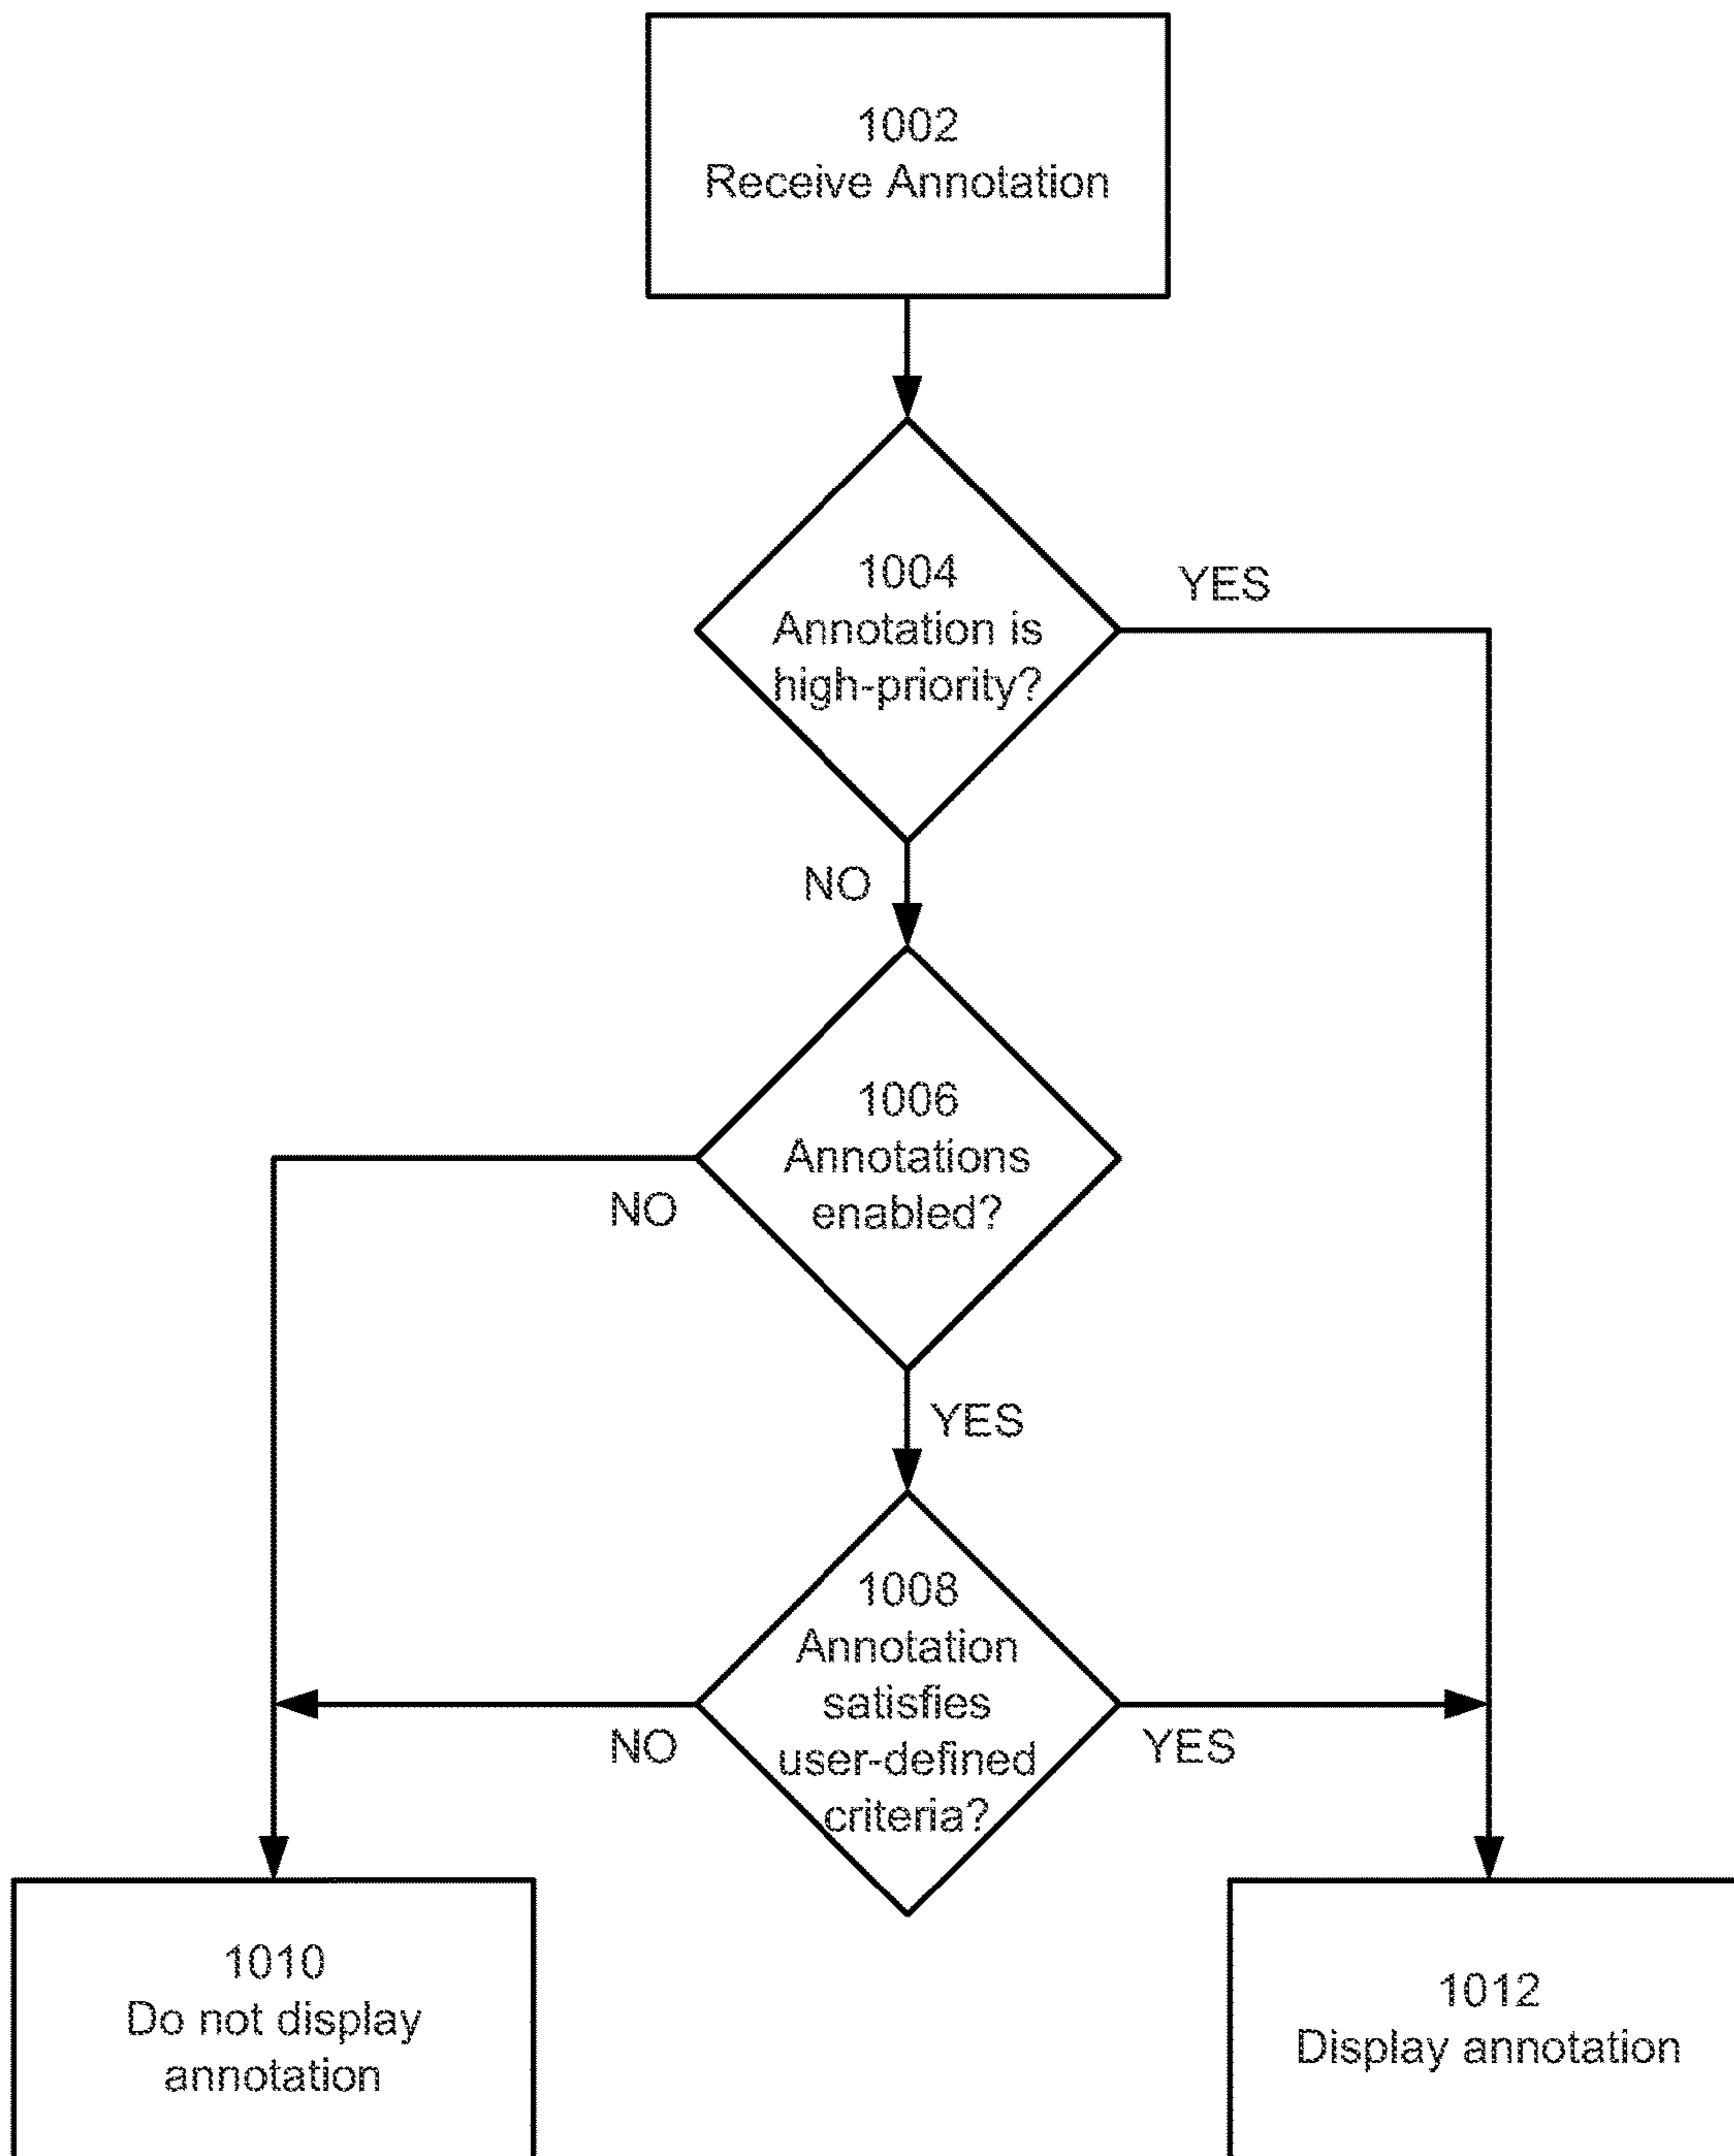 1002
Receive Annotation
1004
Annotation is
high-priority?
YES
NO
1006
Annotations
enabled?
NO
YES
1008
Annotation
satisfies
user-defined
criteria?
NO
YES
1010
Do not display
annotation
1012
Display annotation